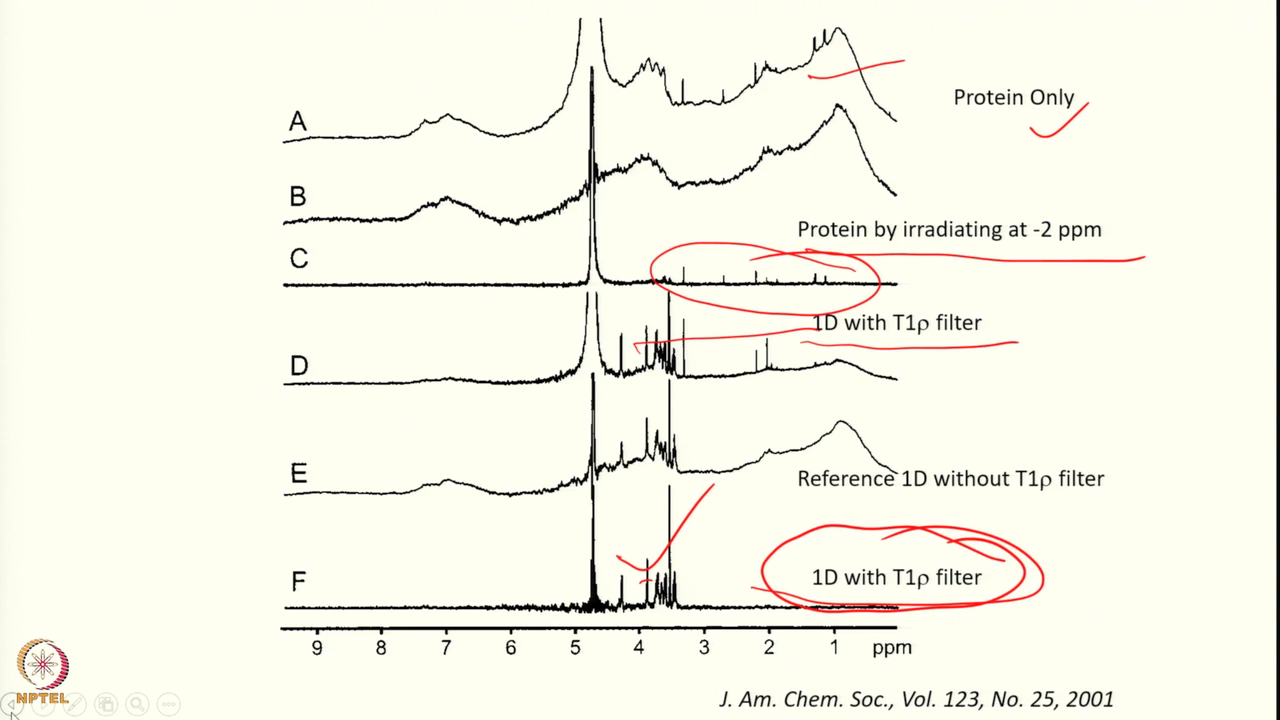 A
Protein Only
B
Protein by irradiating at -2 ppm
C
1D with T1ρ filter
D
E
Reference 1D without T1ρ filter
F
1D with T1ρ filter
9 8 7 6 5 4 3 2 1 ppm
NPTEL
J. Am. Chem. Soc., Vol. 123, No. 25, 2001